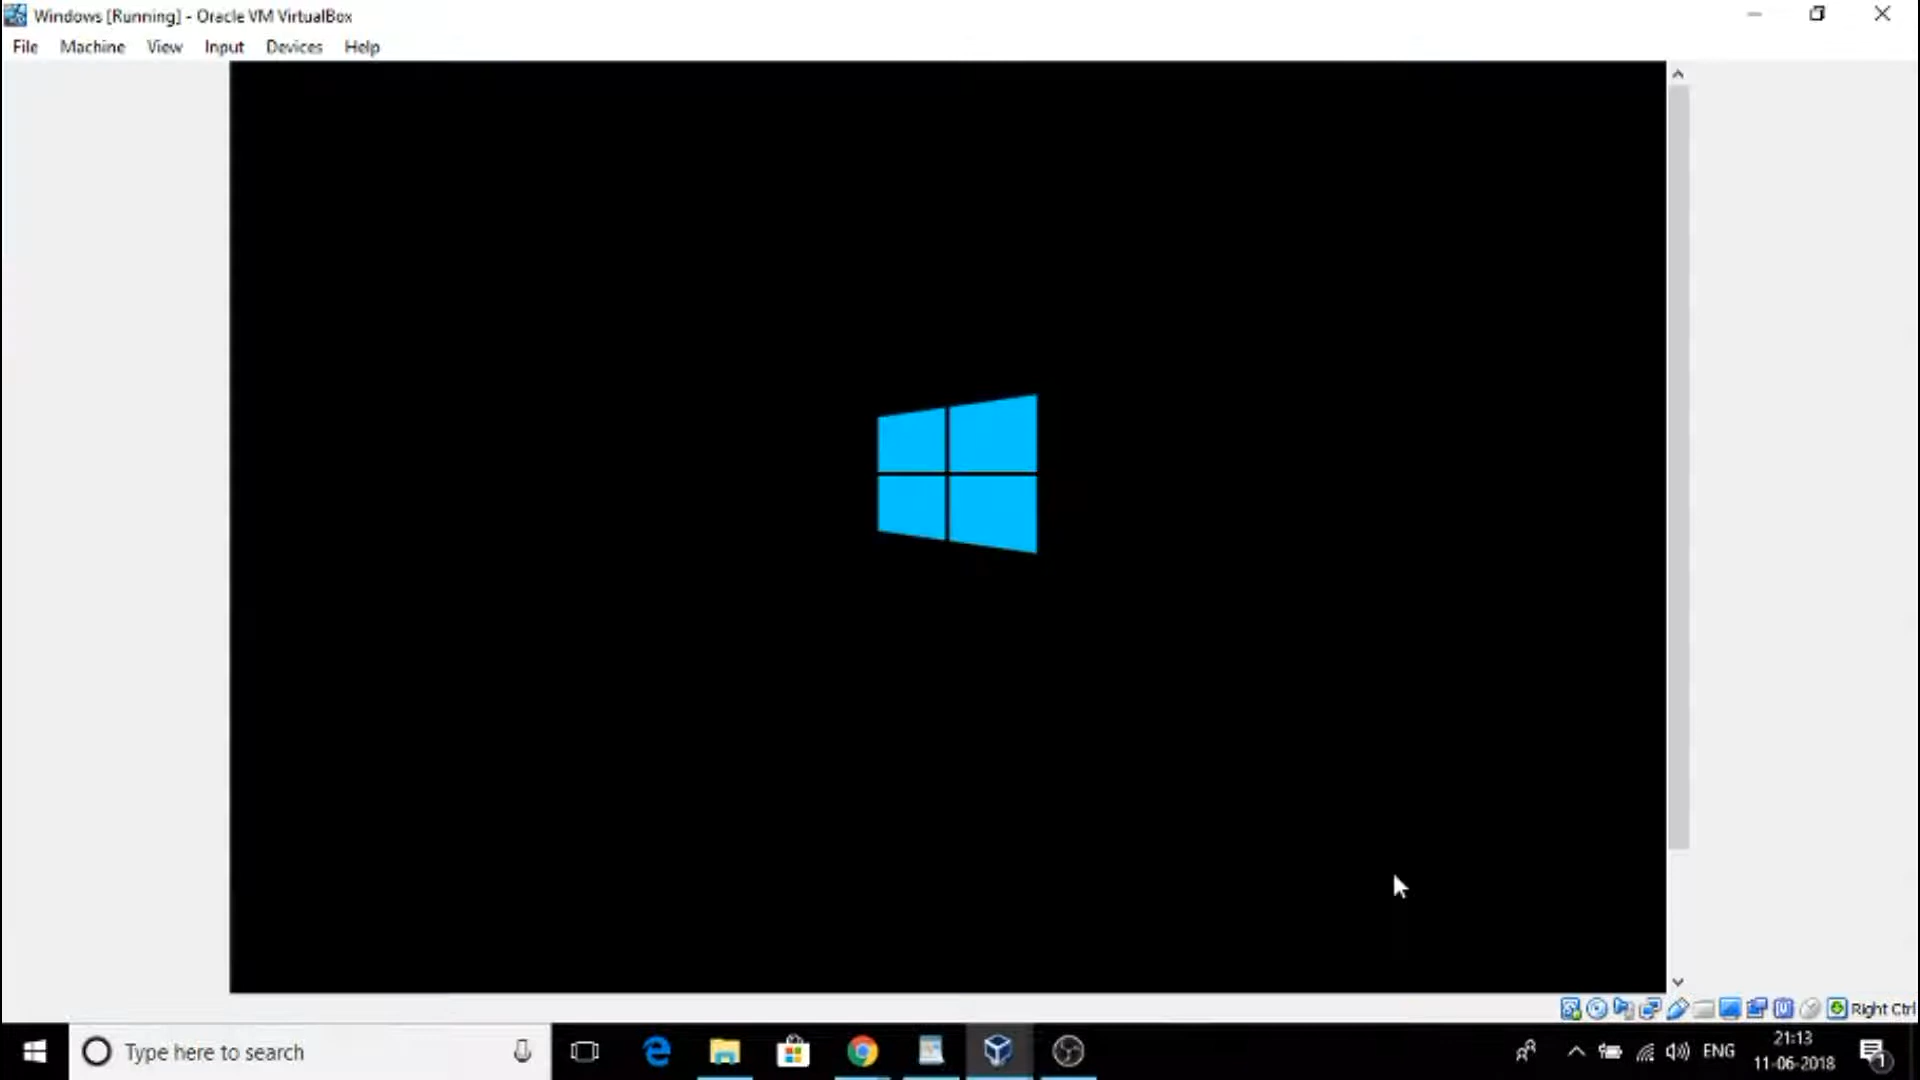 Windows [Running] - Oracle VM VirtualBox
File Machine View Input Devices Help
Right Ctrl
Type here to search
ENG
21:13
11-06-2018
1